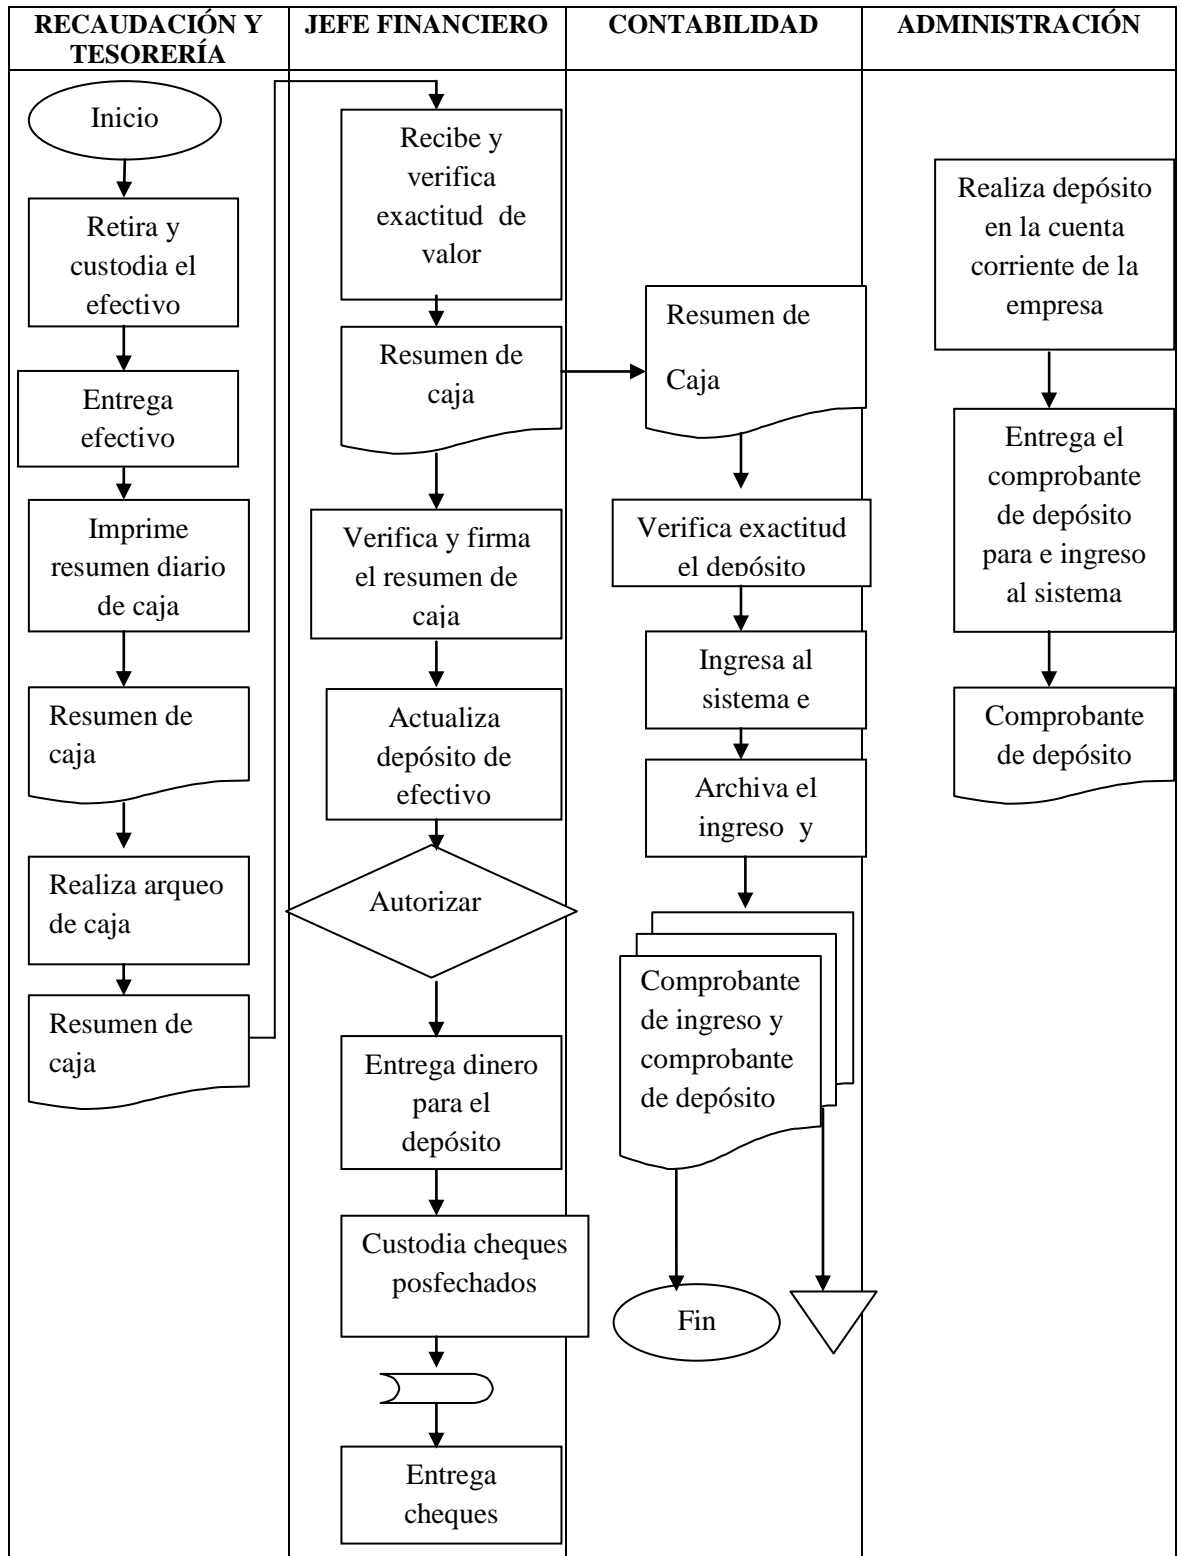 RECAUDACIÓN Y
TESORERÍA
JEFE FINANCIERO
CONTABILIDAD
ADMINISTRACIÓN
Inicio
Retira y
custodia el
efectivo
Entrega
efectivo
Imprime
resumen diario
de caja
Resumen de
caja
Realiza arqueo
de caja
Resumen de
caja
Recibe y
verifica
exactitud de
valor
Resumen de
caja
Verifica y firma
el resumen de
caja
Actualiza
depósito de
efectivo
Autorizar
Entrega dinero
para el
depósito
Custodia cheques
posfechados
Entrega
cheques
Resumen de
Caja
Verifica exactitud
el depósito
Ingresa al
sistema e
Archiva el
ingreso y
Comprobante
de ingreso y
comprobante
de depósito
Fin
Realiza depósito
en la cuenta
corriente de la
empresa
Entrega el
comprobante
de depósito
para e ingreso
al sistema
Comprobante
de depósito